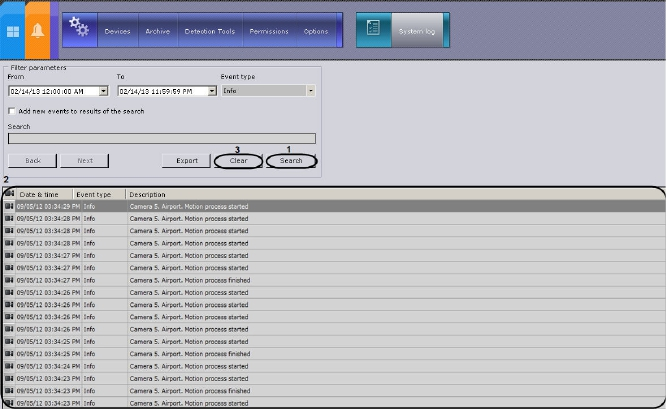 Devices Archive Detection Tools Permissions Options System log
Filter parameters
From To Event type
02/14/13 12:00:00 AM 02/14/13 11:59:59 PM Info
Add new events to results of the search
Search
3 1
Back Next Export Clear Search
2
Date & time Event type Description
09/05/12 03:34:29 PM Info Camera 5. Airport. Motion process started
09/05/12 03:34:28 PM Info Camera 5. Airport. Motion process started
09/05/12 03:34:28 PM Info Camera 5. Airport. Motion process started
09/05/12 03:34:28 PM Info Camera 5. Airport. Motion process started
09/05/12 03:34:27 PM Info Camera 5. Airport. Motion process started
09/05/12 03:34:27 PM Info Camera 5. Airport. Motion process started
09/05/12 03:34:27 PM Info Camera 5. Airport. Motion process finished
09/05/12 03:34:26 PM Info Camera 5. Airport. Motion process started
09/05/12 03:34:26 PM Info Camera 5. Airport. Motion process started
09/05/12 03:34:26 PM Info Camera 5. Airport. Motion process started
09/05/12 03:34:25 PM Info Camera 5. Airport. Motion process started
09/05/12 03:34:25 PM Info Camera 5. Airport. Motion process finished
09/05/12 03:34:24 PM Info Camera 5. Airport. Motion process started
09/05/12 03:34:23 PM Info Camera 5. Airport. Motion process started
09/05/12 03:34:23 PM Info Camera 5. Airport. Motion process finished
09/05/12 03:34:23 PM Info Camera 5. Airport. Motion process started